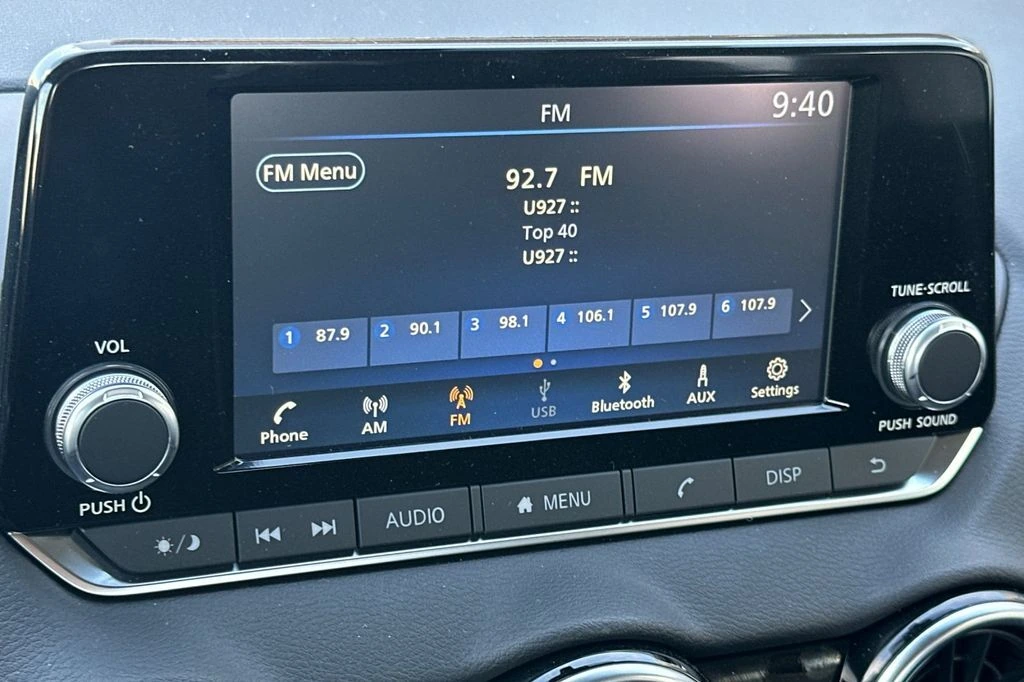 FM
9:40
FM Menu
92.7 FM
U927 ::
Top 40
U927 ::
1 87.9
2 90.1
3 98.1
4 106.1
5 107.9
6 107.9
Phone
AM
FM
USB
Bluetooth
AUX
Settings
VOL
PUSH
TUNE·SCROLL
PUSH SOUND
AUDIO
MENU
DISP